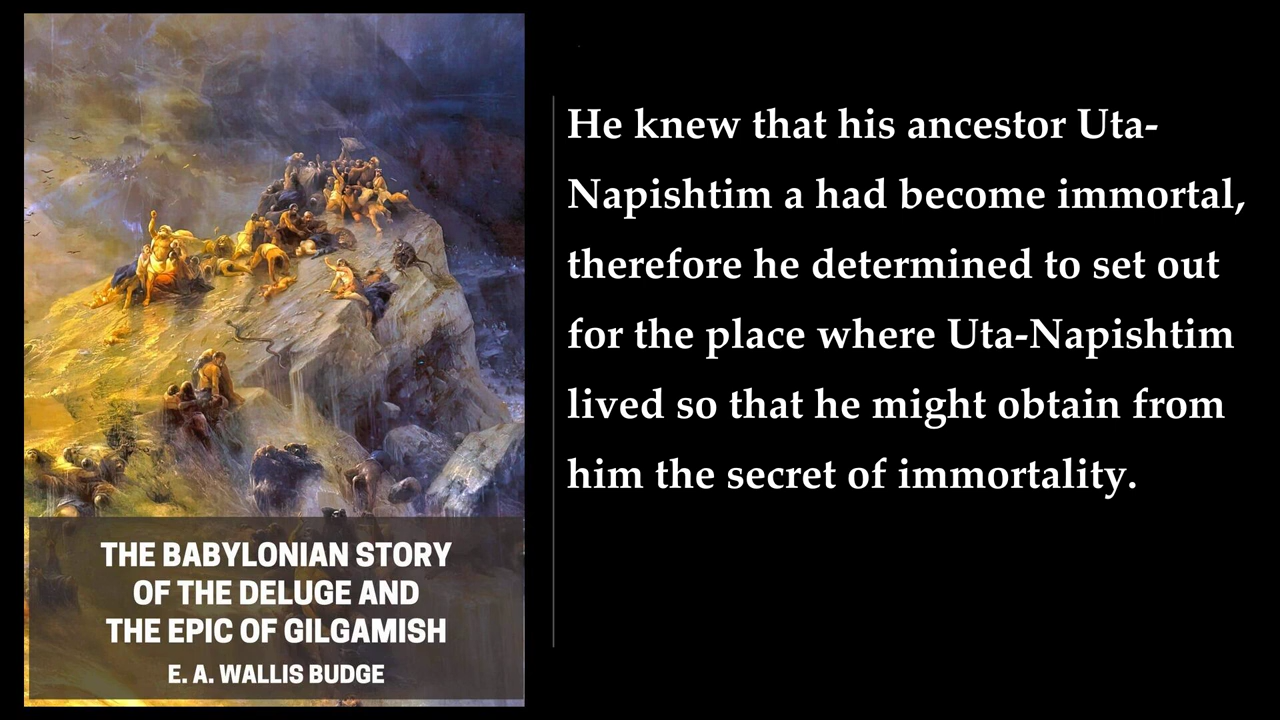 He knew that his ancestor Uta-
Napishtim a had become immortal,
therefore he determined to set out
for the place where Uta-Napishtim
lived so that he might obtain from
him the secret of immortality.
THE BABYLONIAN STORY
OF THE DELUGE AND
THE EPIC OF GILGAMISH
E. A. WALLIS BUDGE